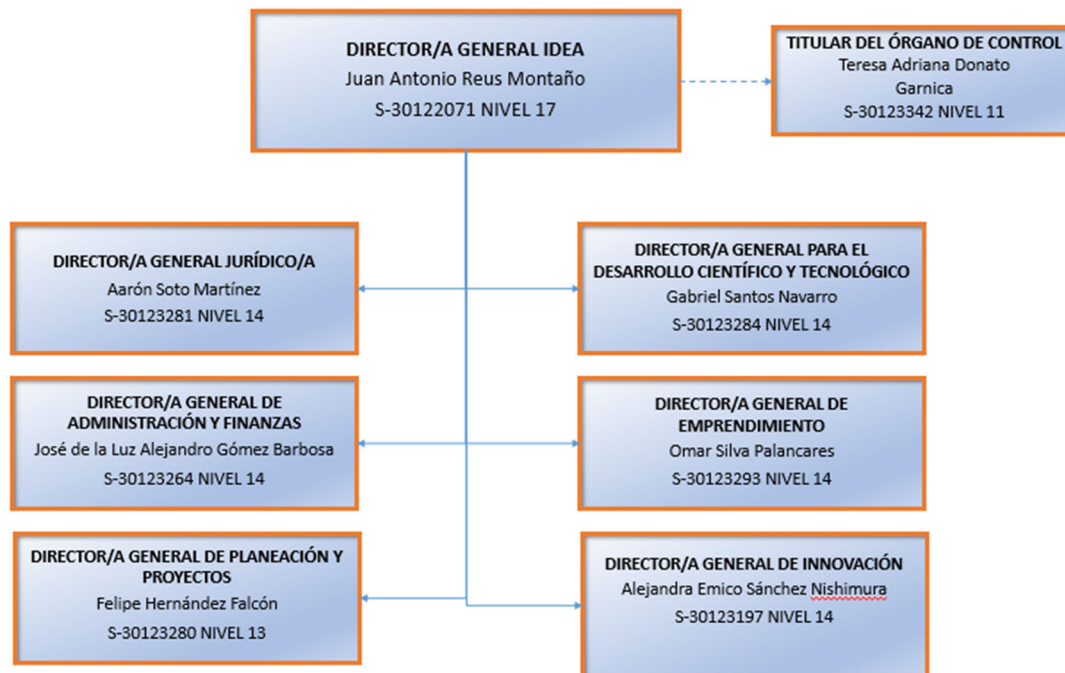 DIRECTOR/A GENERAL IDEA
Juan Antonio Reus Montaño
S-30122071 NIVEL 17
TITULAR DEL ÓRGANO DE CONTROL
Teresa Adriana Donato
Garnica
S-30123342 NIVEL 11
DIRECTOR/A GENERAL JURÍDICO/A
Aarón Soto Martínez
S-30123281 NIVEL 14
DIRECTOR/A GENERAL PARA EL
DESARROLLO CIENTÍFICO Y TECNOLÓGICO
Gabriel Santos Navarro
S-30123284 NIVEL 14
DIRECTOR/A GENERAL DE
ADMINISTRACIÓN Y FINANZAS
José de la Luz Alejandro Gómez Barbosa
S-30123264 NIVEL 14
DIRECTOR/A GENERAL DE
EMPRENDIMIENTO
Omar Silva Palancares
S-30123293 NIVEL 14
DIRECTOR/A GENERAL DE PLANEACIÓN Y
PROYECTOS
Felipe Hernández Falcón
S-30123280 NIVEL 13
DIRECTOR/A GENERAL DE INNOVACIÓN
Alejandra Emico Sánchez Nishimura
S-30123197 NIVEL 14